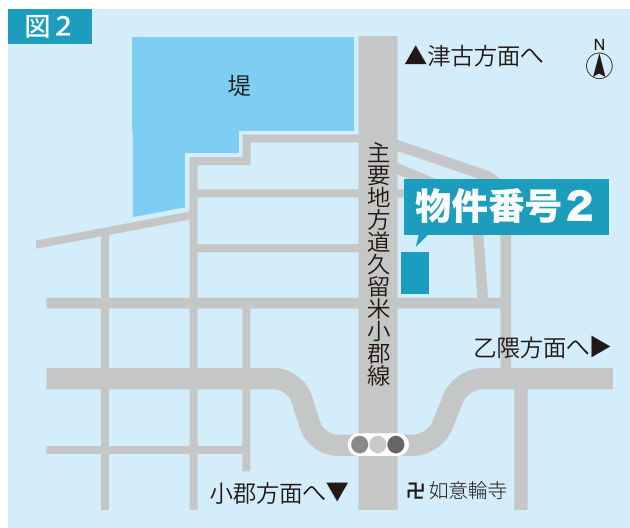 図2
▲津古方面へ
N
堤
主要地方道久留米小郡線
物件番号2
乙隈方面へ▶
小郡方面へ▼
卍如意輪寺